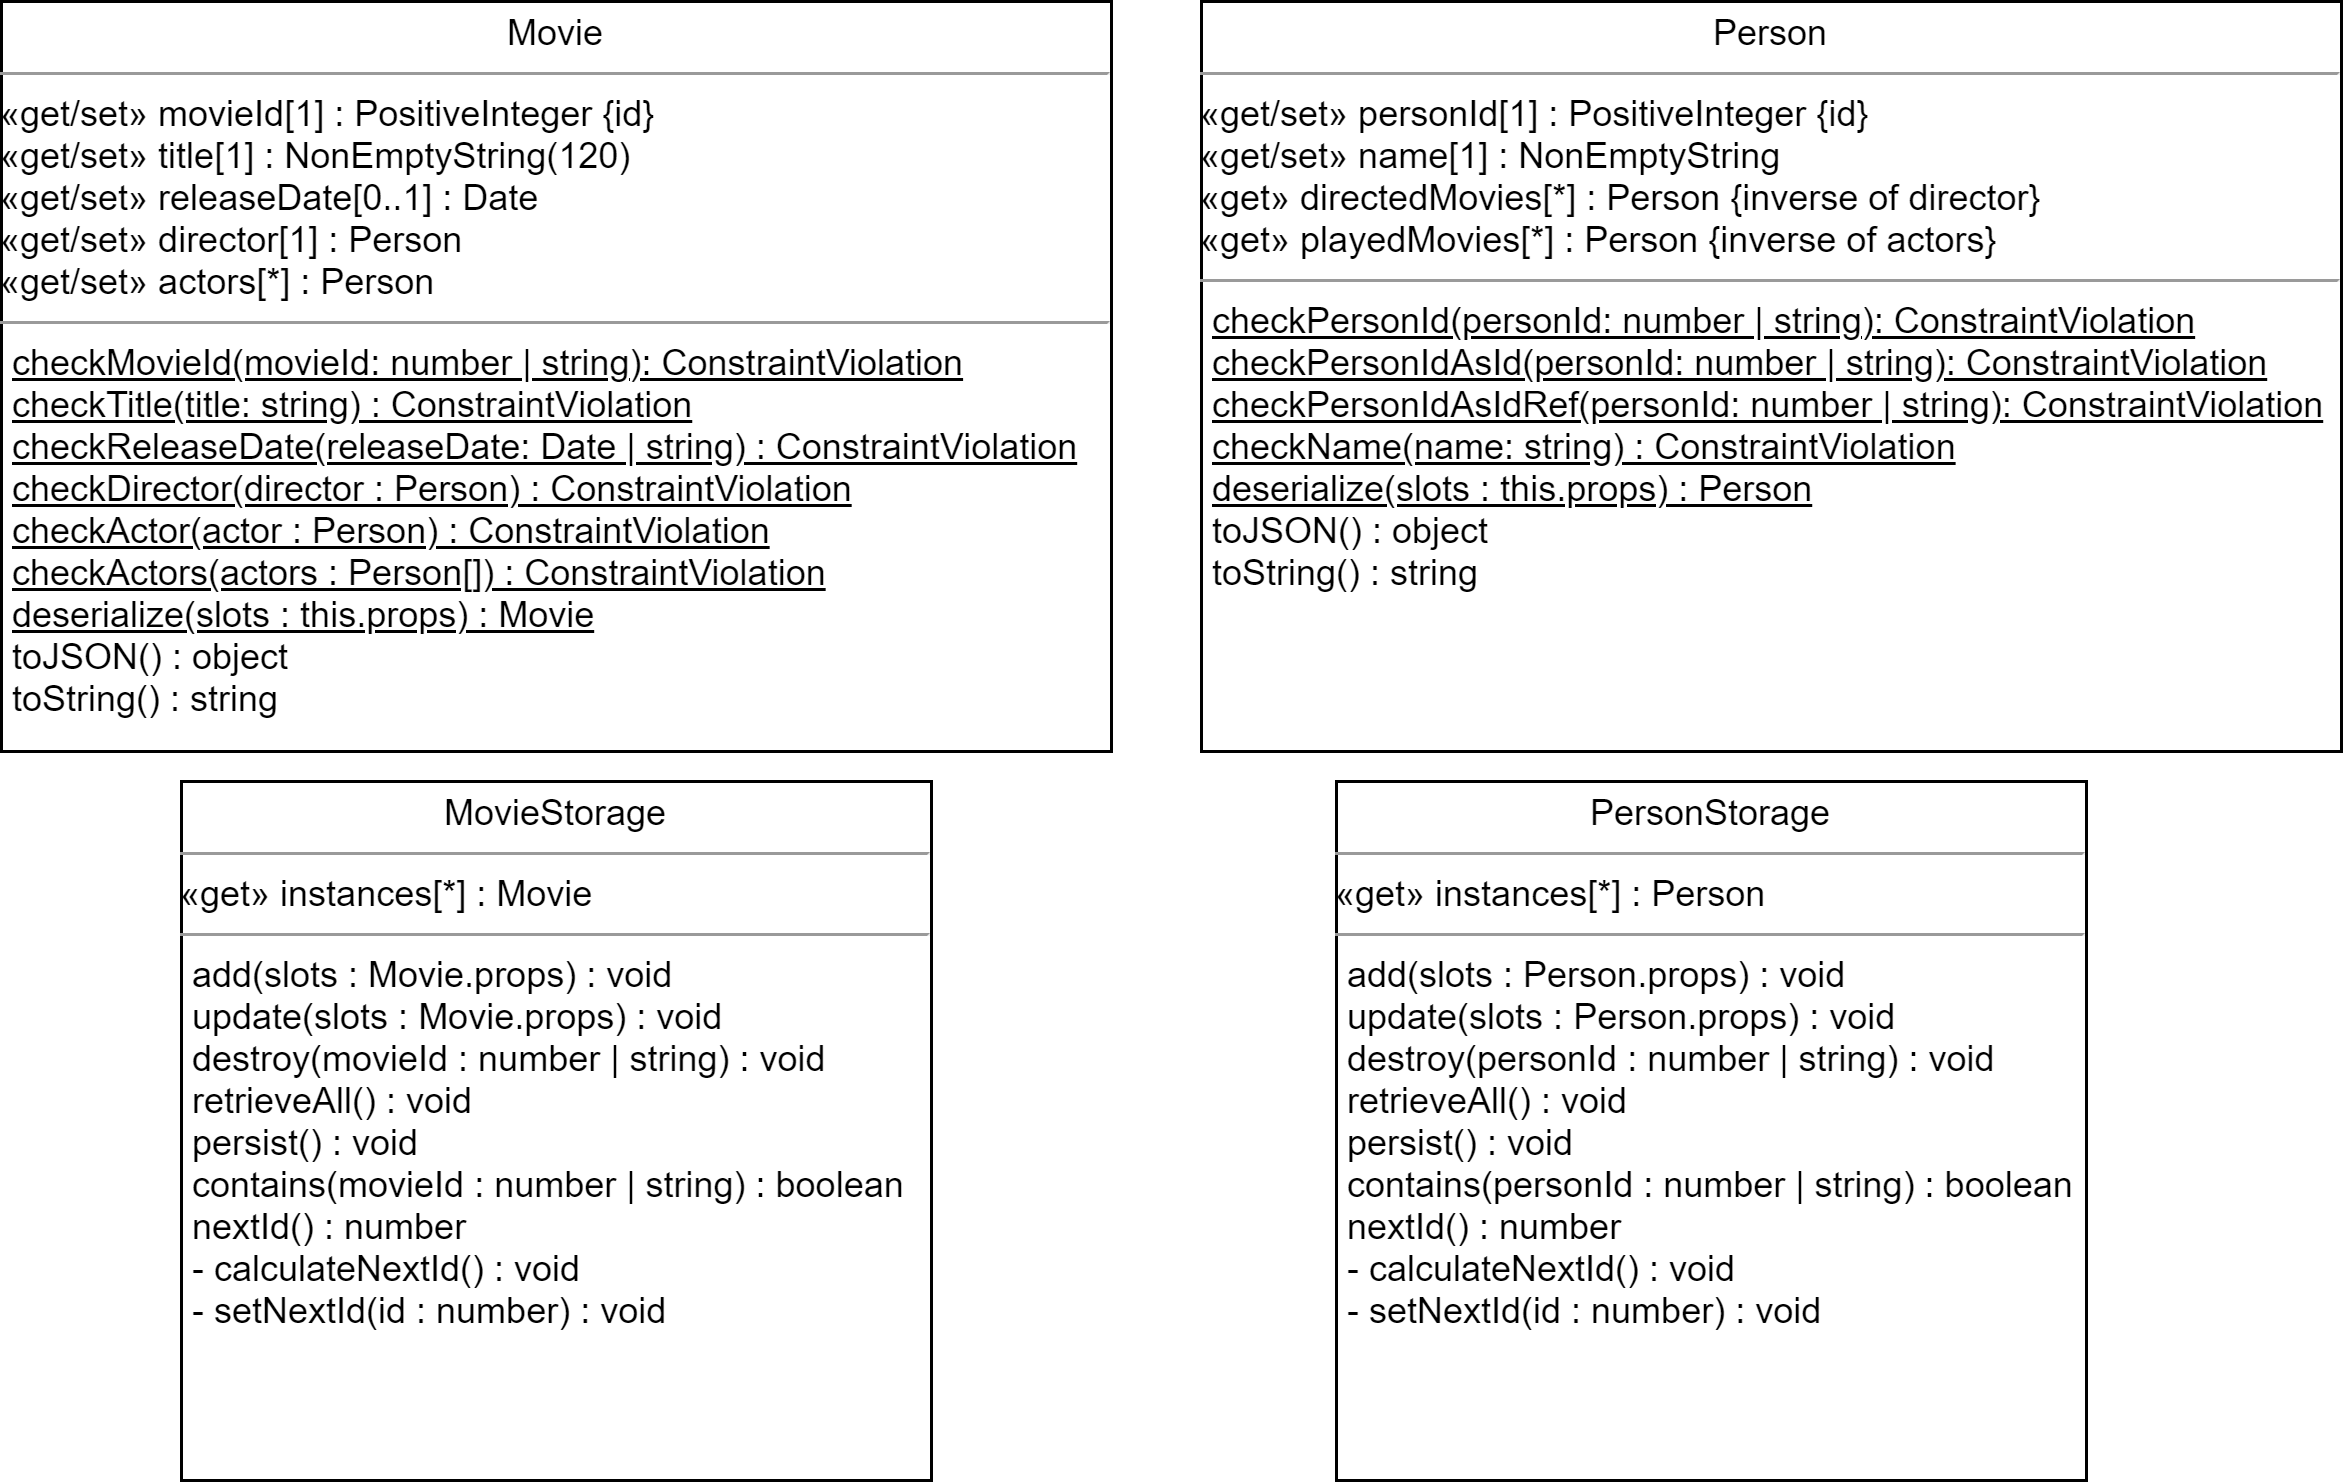 Movie
«get/set» movieId[1] : PositiveInteger {id}
«get/set» title[1] : NonEmptyString(120)
«get/set» releaseDate[0..1] : Date
«get/set» director[1] : Person
«get/set» actors[*] : Person
checkMovieId(movieId: number | string): ConstraintViolation
checkTitle(title: string) : ConstraintViolation
checkReleaseDate(releaseDate: Date | string) : ConstraintViolation
checkDirector(director : Person) : ConstraintViolation
checkActor(actor : Person) : ConstraintViolation
checkActors(actors : Person[]) : ConstraintViolation
deserialize(slots : this.props) : Movie
toJSON() : object
toString() : string
Person
«get/set» personId[1] : PositiveInteger {id}
«get/set» name[1] : NonEmptyString
«get» directedMovies[*] : Person {inverse of director}
«get» playedMovies[*] : Person {inverse of actors}
checkPersonId(personId: number | string): ConstraintViolation
checkPersonIdAsId(personId: number | string): ConstraintViolation
checkPersonIdAsIdRef(personId: number | string): ConstraintViolation
checkName(name: string) : ConstraintViolation
deserialize(slots : this.props) : Person
toJSON() : object
toString() : string
MovieStorage
«get» instances[*] : Movie
add(slots : Movie.props) : void
update(slots : Movie.props) : void
destroy(movieId : number | string) : void
retrieveAll() : void
persist() : void
contains(movieId : number | string) : boolean
nextId() : number
- calculateNextId() : void
- setNextId(id : number) : void
PersonStorage
«get» instances[*] : Person
add(slots : Person.props) : void
update(slots : Person.props) : void
destroy(personId : number | string) : void
retrieveAll() : void
persist() : void
contains(personId : number | string) : boolean
nextId() : number
- calculateNextId() : void
- setNextId(id : number) : void